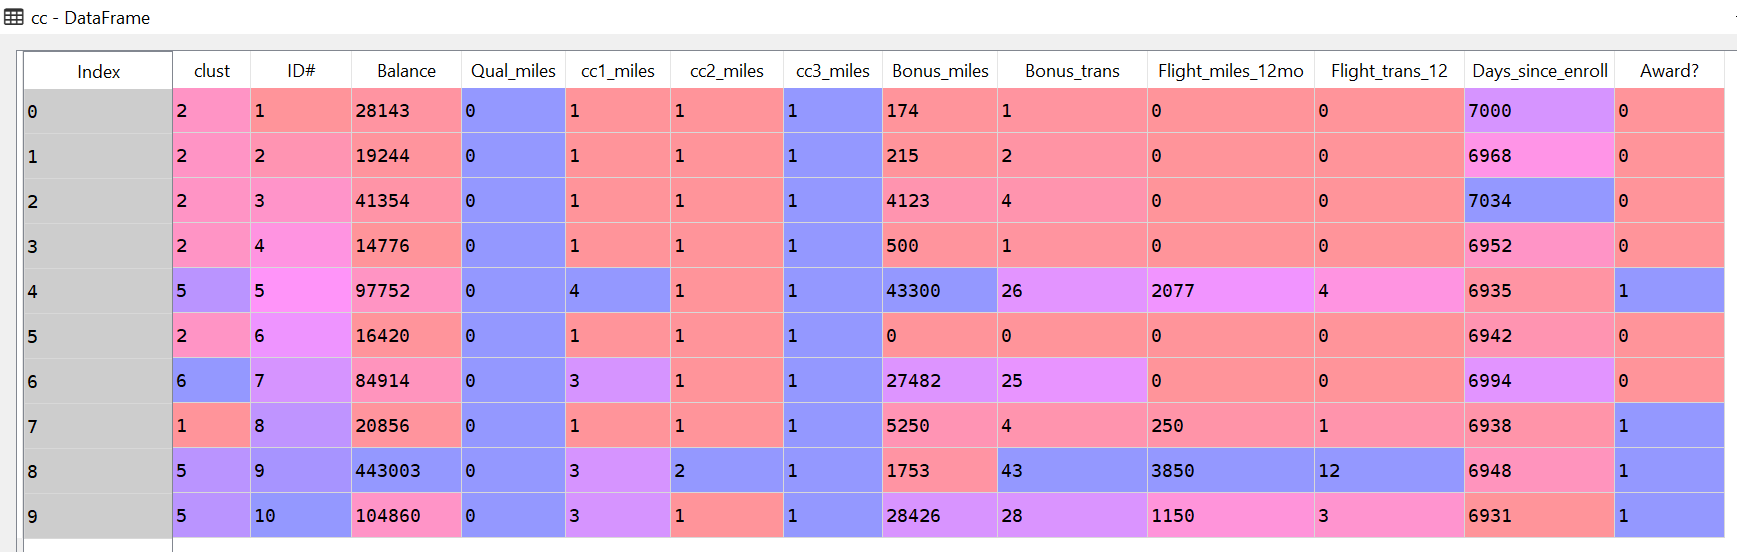 cc - DataFrame
Index clust ID# Balance Qual_miles cc1_miles cc2_miles cc3_miles Bonus_miles Bonus_trans Flight_miles_12mo Flight_trans_12 Days_since_enroll Award?
0 2 1 28143 0 1 1 1 174 1 0 0 7000 0
1 2 2 19244 0 1 1 1 215 2 0 0 6968 0
2 2 3 41354 0 1 1 1 4123 4 0 0 7034 0
3 2 4 14776 0 1 1 1 500 1 0 0 6952 0
4 5 5 97752 0 4 1 1 43300 26 2077 4 6935 1
5 2 6 16420 0 1 1 1 0 0 0 0 6942 0
6 6 7 84914 0 3 1 1 27482 25 0 0 6994 0
7 1 8 20856 0 1 1 1 5250 4 250 1 6938 1
8 5 9 443003 0 3 2 1 1753 43 3850 12 6948 1
9 5 10 104860 0 3 1 1 28426 28 1150 3 6931 1